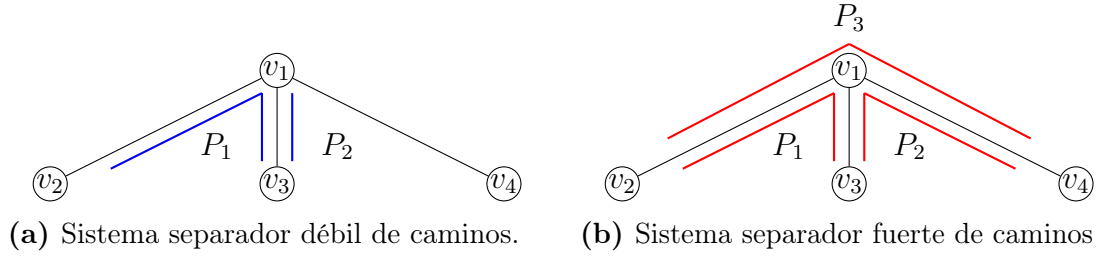 P₃
v₁
v₁
P₁
P₂
P₁
P₂
v₂
v₃
v₄
v₂
v₃
v₄
(a) Sistema separador débil de caminos.
(b) Sistema separador fuerte de caminos